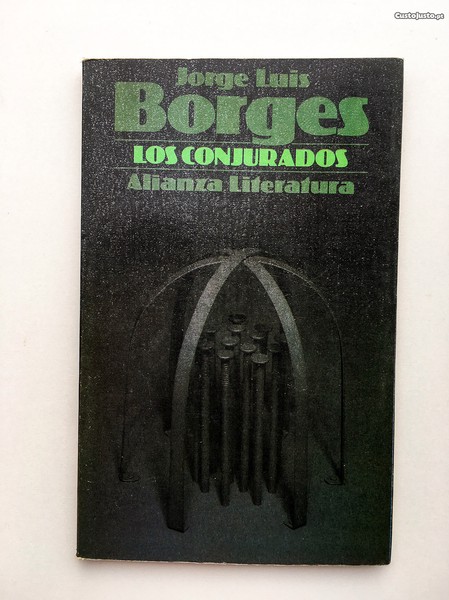 CustoJusto.pt
Jorge Luis
Borges
LOS CONJURADOS
Alianza Literatura